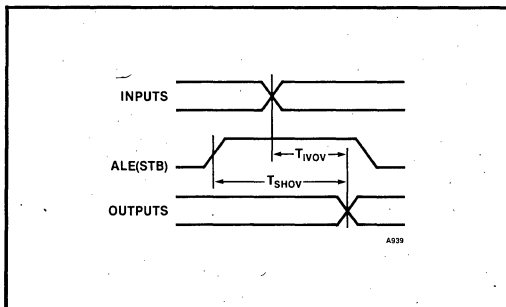 INPUTS
ALE(STB)
TIVOV
TSHOV
OUTPUTS
A939